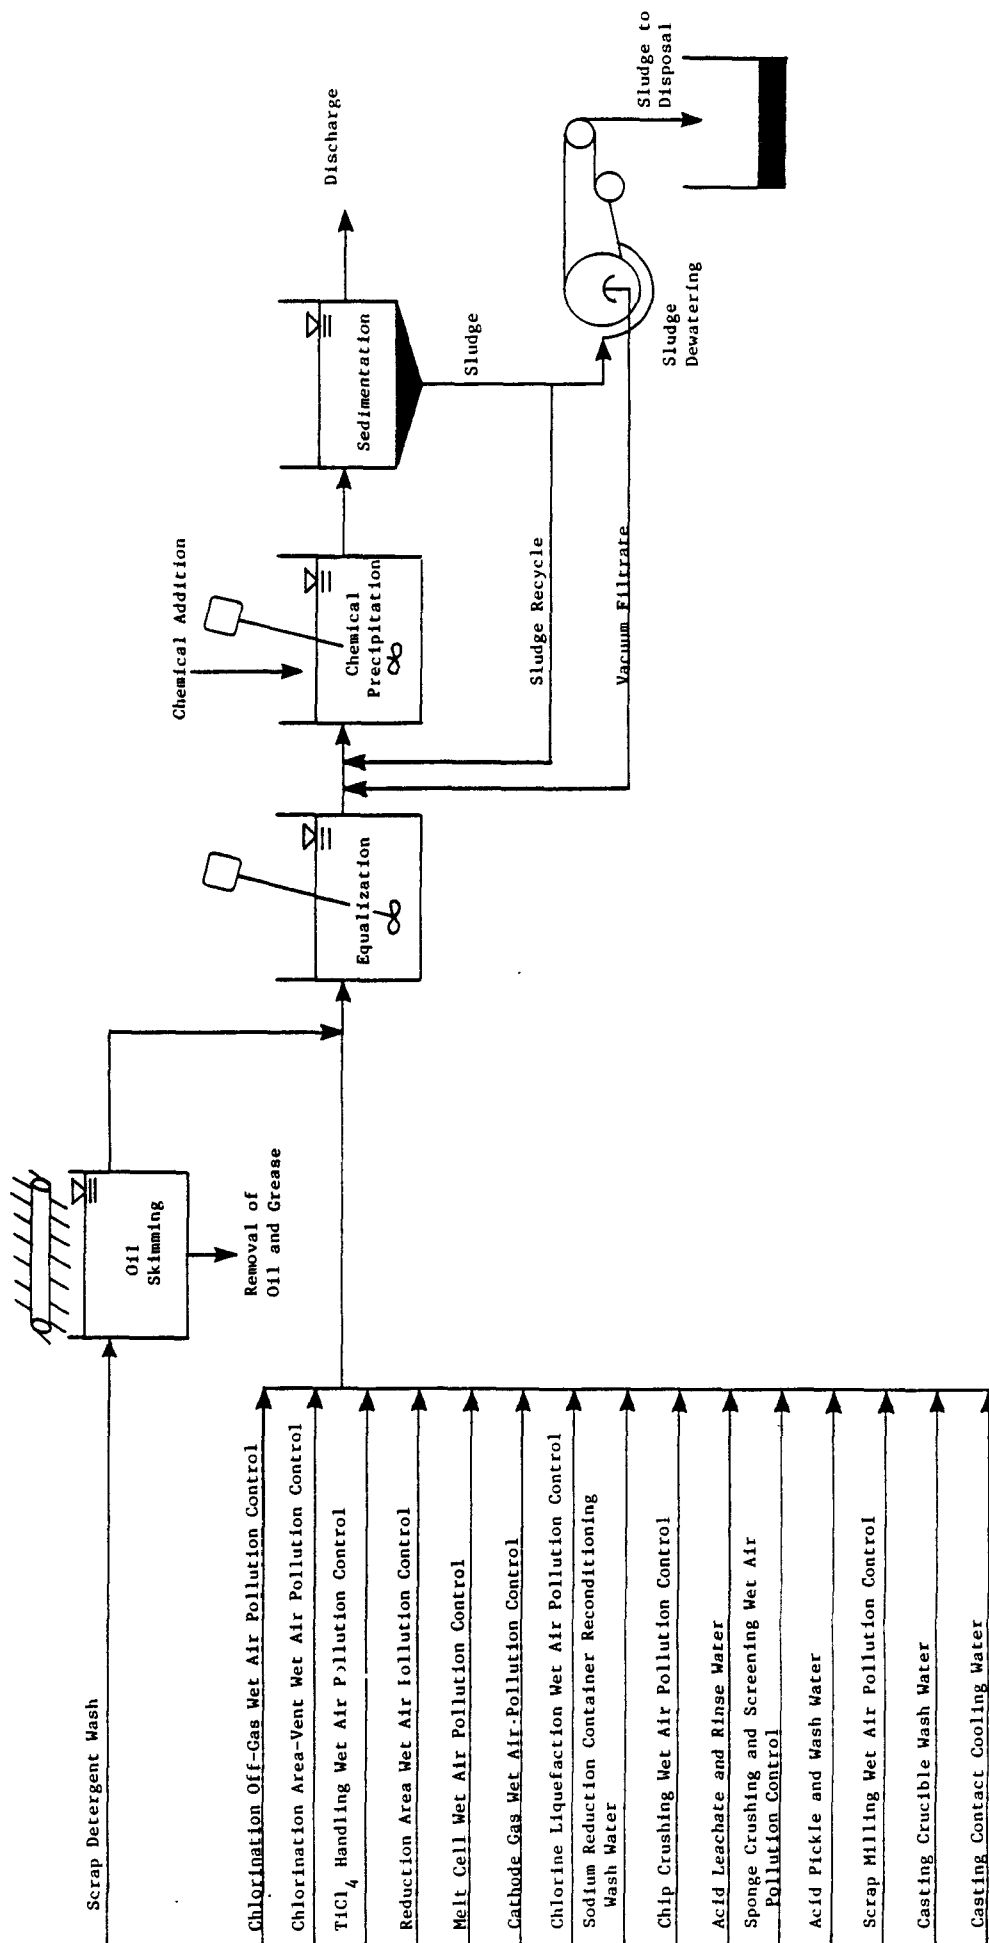 Scrap Detergent Wash
Oil
Skimming
Removal of
Oil and Grease
Chlorination Off-Gas Wet Air Pollution Control
Chlorination Area-Vent Wet Air Pollution Control
TiCl4 Handling Wet Air Pollution Control
Reduction Area Wet Air Pollution Control
Melt Cell Wet Air Pollution Control
Cathode Gas Wet Air Pollution Control
Chlorine Liquefaction Wet Air Pollution Control
Sodium Reduction Container Reconditioning
Wash Water
Chip Crushing Wet Air Pollution Control
Acid Leachate and Rinse Water
Sponge Crushing and Screening Wet Air
Pollution Control
Acid Pickle and Wash Water
Scrap Milling Wet Air Pollution Control
Casting Crucible Wash Water
Casting Contact Cooling Water
Equalization
Chemical Addition
Chemical
Precipitation
Sedimentation
Discharge
Sludge
Sludge Recycle
Vacuum Filtrate
Sludge
Dewatering
Sludge to
Disposal